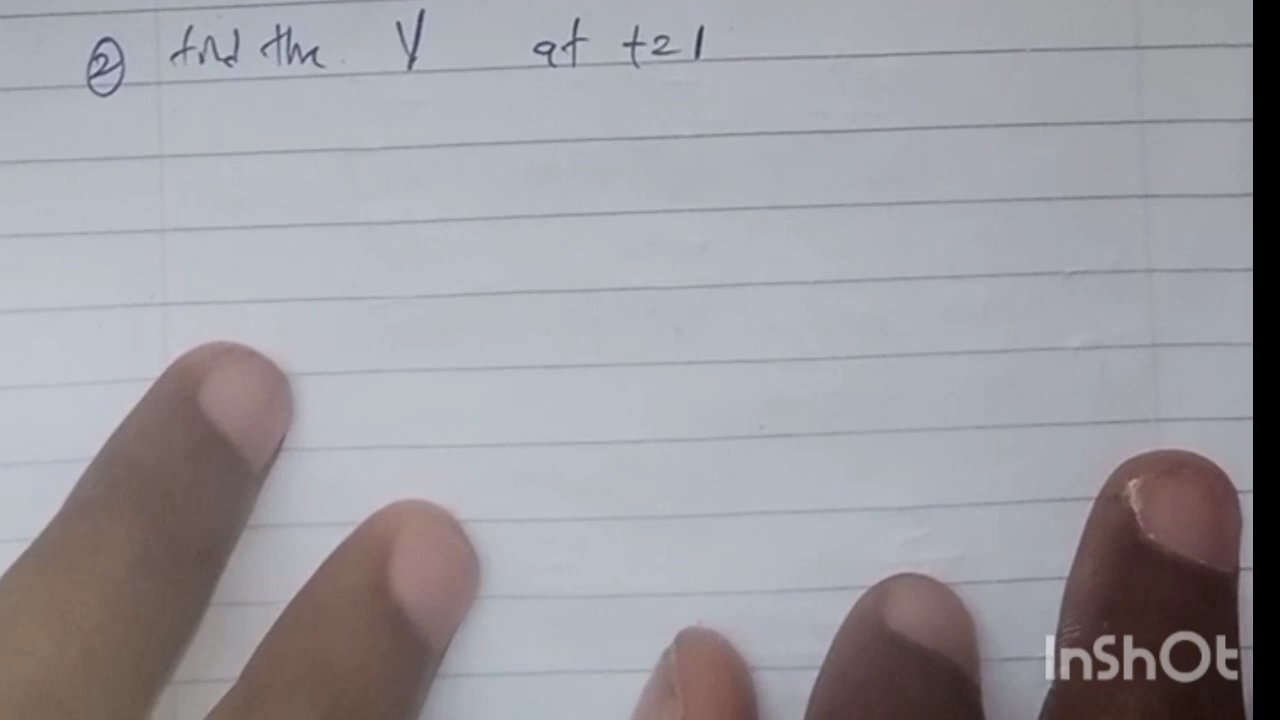 ② find the V at t=1
InShOt